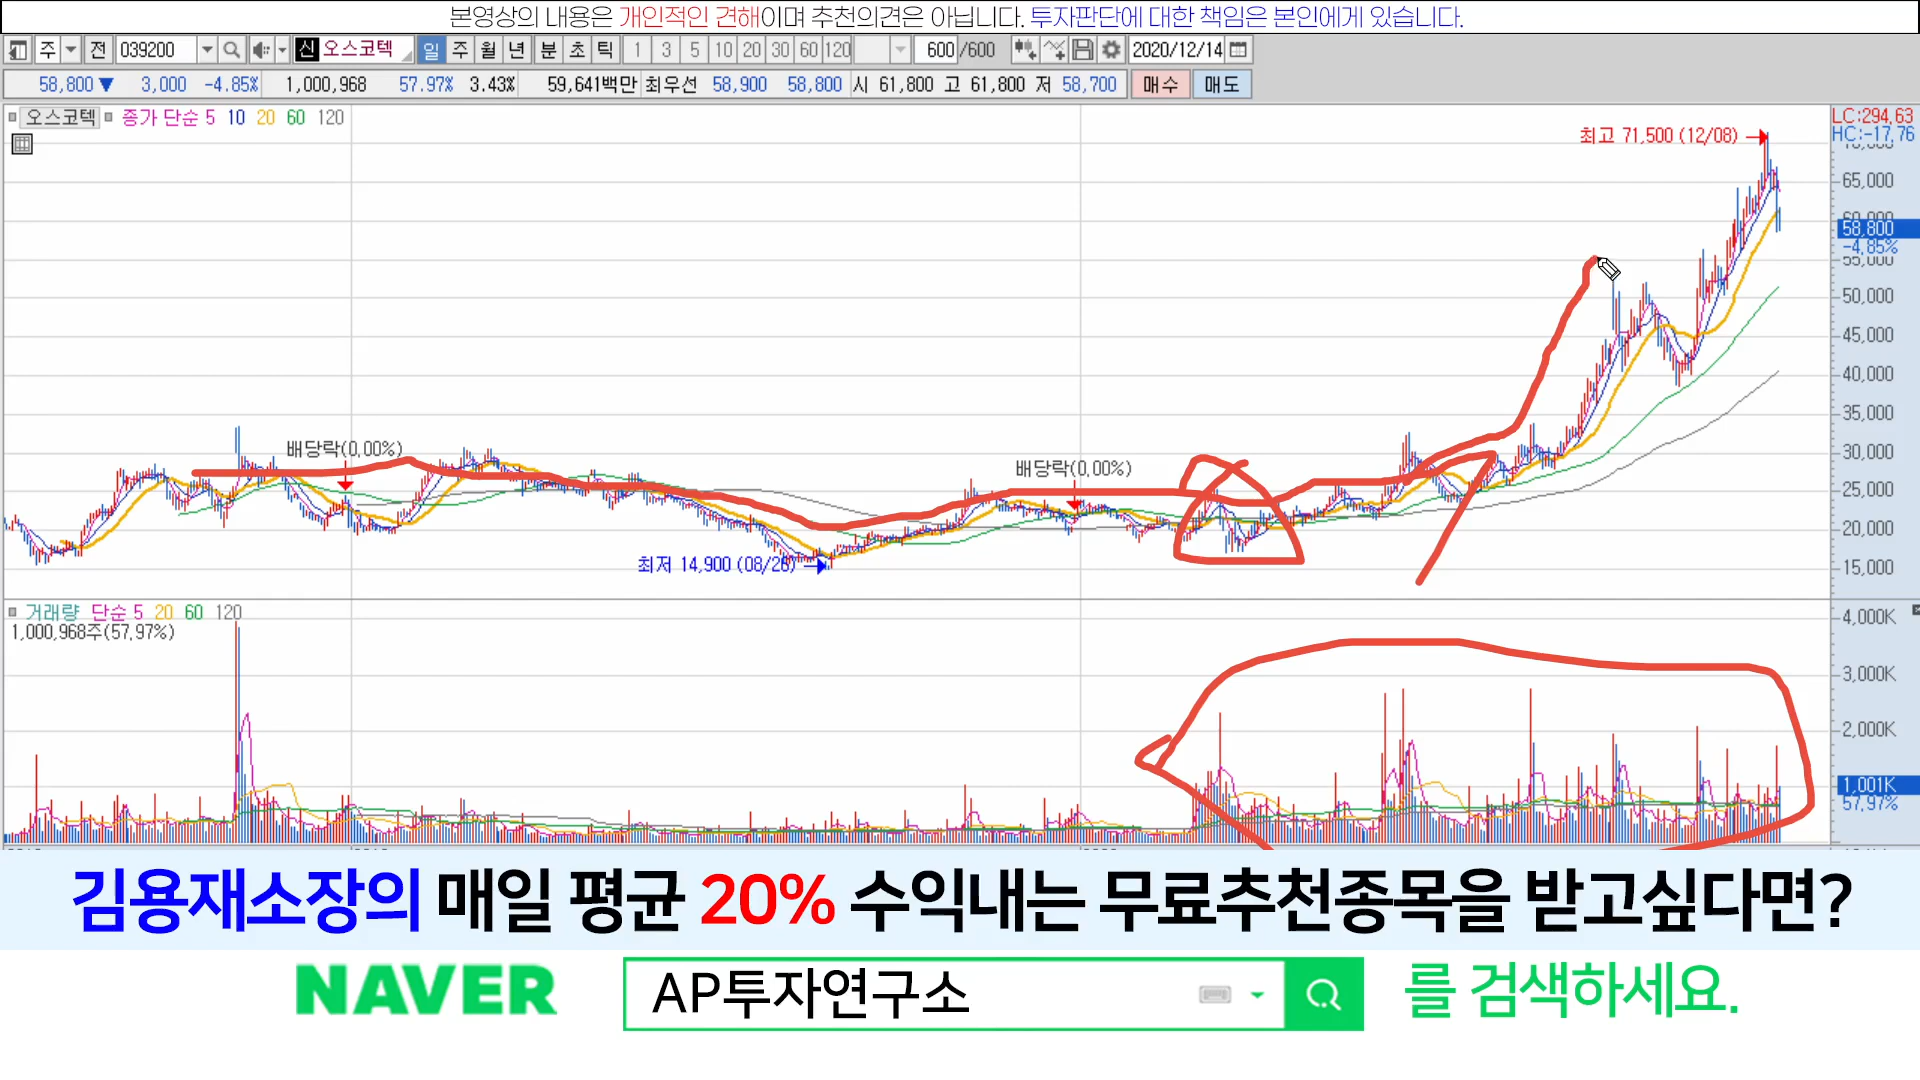 본영상의 내용은 개인적인 견해이며 추천의견은 아닙니다. 투자판단에 대한 책임은 본인에게 있습니다.
주 전 039200 신 오스코텍 일 주 월 년 분 초 틱 1 3 5 10 20 30 60 120 600 /600 2020/12/14
58,800 ▼ 3,000 -4.85% 1,000,968 57.97% 3.43% 59,641백만 최우선 58,900 58,800 시 61,800 고 61,800 저 58,700 매수 매도
오스코텍 종가 단순 5 10 20 60 120
LC:294.63
HC:-17.76
최고 71,500 (12/08)
65,000
58,800
-4.85%
55,000
50,000
45,000
40,000
35,000
30,000
25,000
20,000
15,000
배당락(0.00%)
배당락(0.00%)
최저 14,900 (08/26)
거래량 단순 5 20 60 120
1,000,968주(57.97%)
4,000K
3,000K
2,000K
1,001K
57.97%
김용재소장의 매일 평균 20% 수익내는 무료추천종목을 받고싶다면?
NAVER AP투자연구소 를 검색하세요.